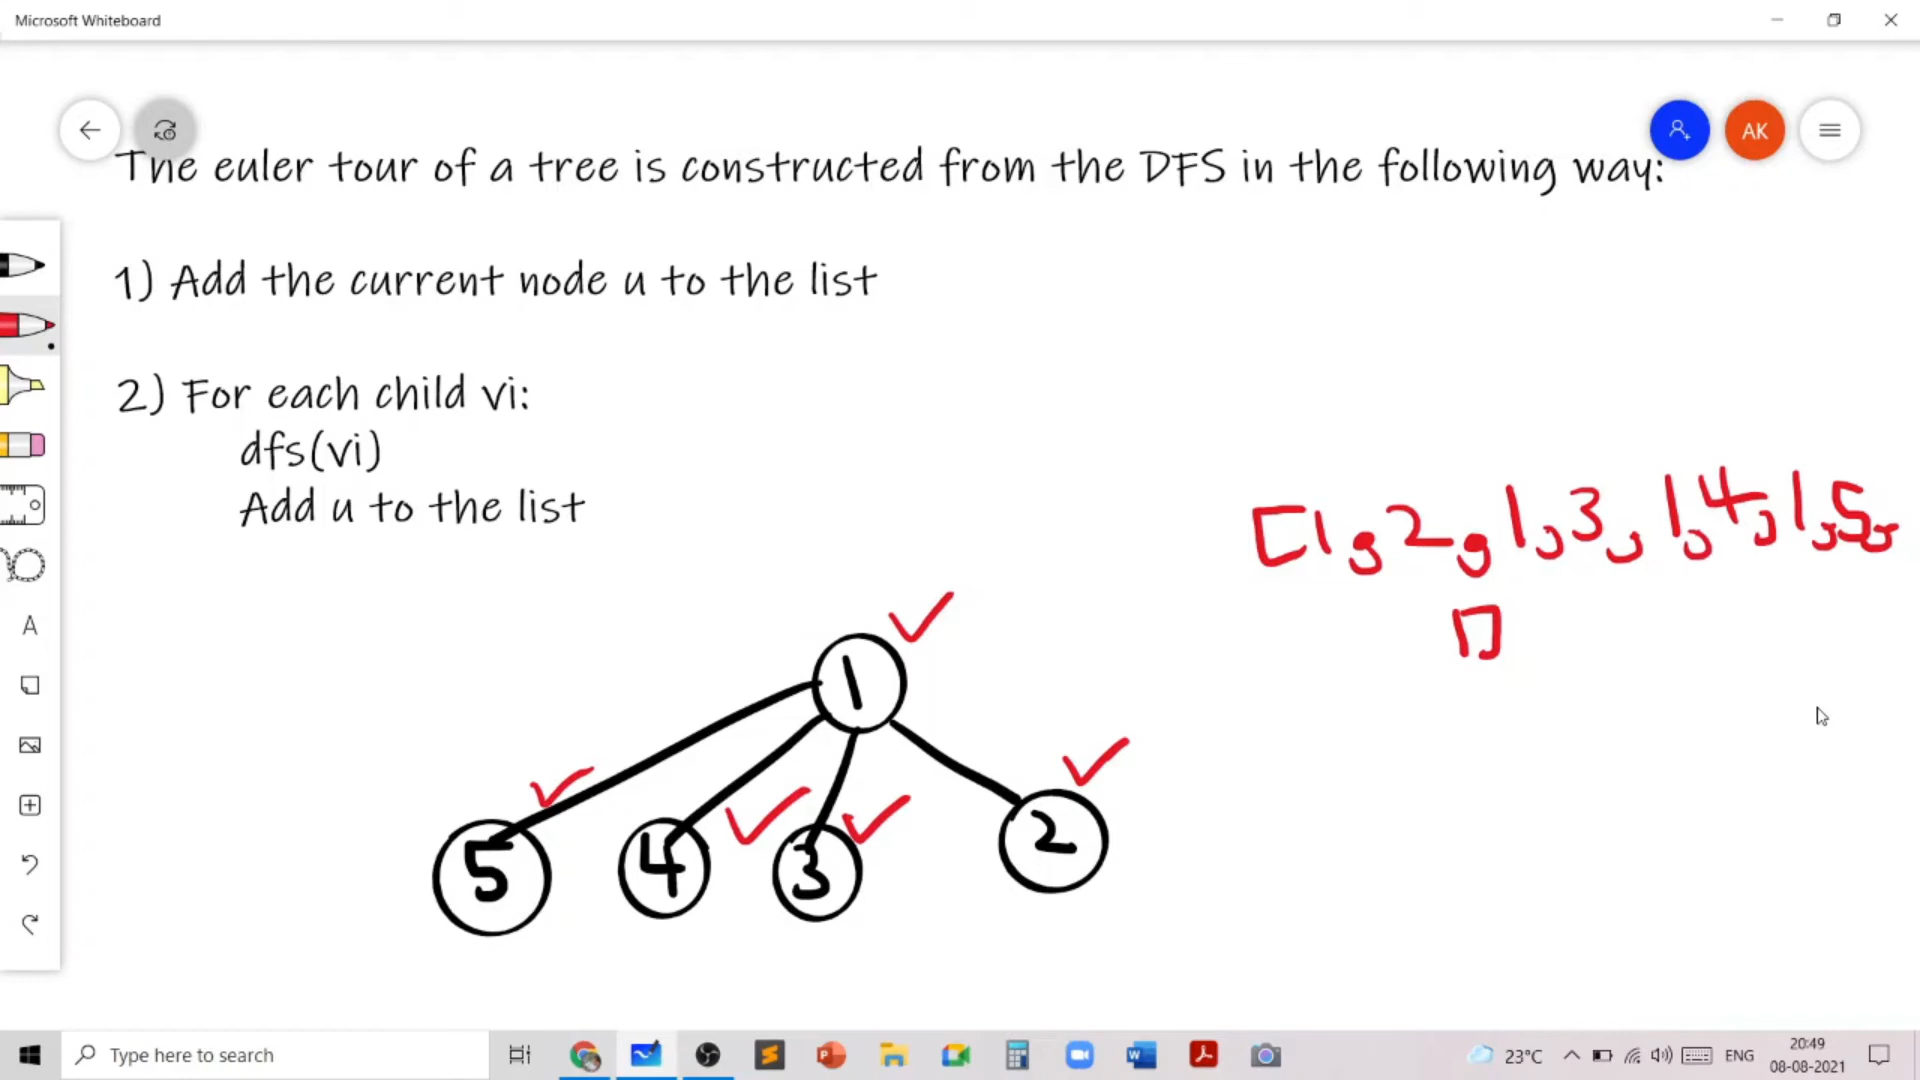 Microsoft Whiteboard
AK
The euler tour of a tree is constructed from the DFS in the following way:
1) Add the current node u to the list
2) For each child vi:
dfs(vi)
Add u to the list
[1,2,1,3,1,4,1,5,
1]
1
5
4
3
2
A
Type here to search
23°C
ENG
20:49
08-08-2021